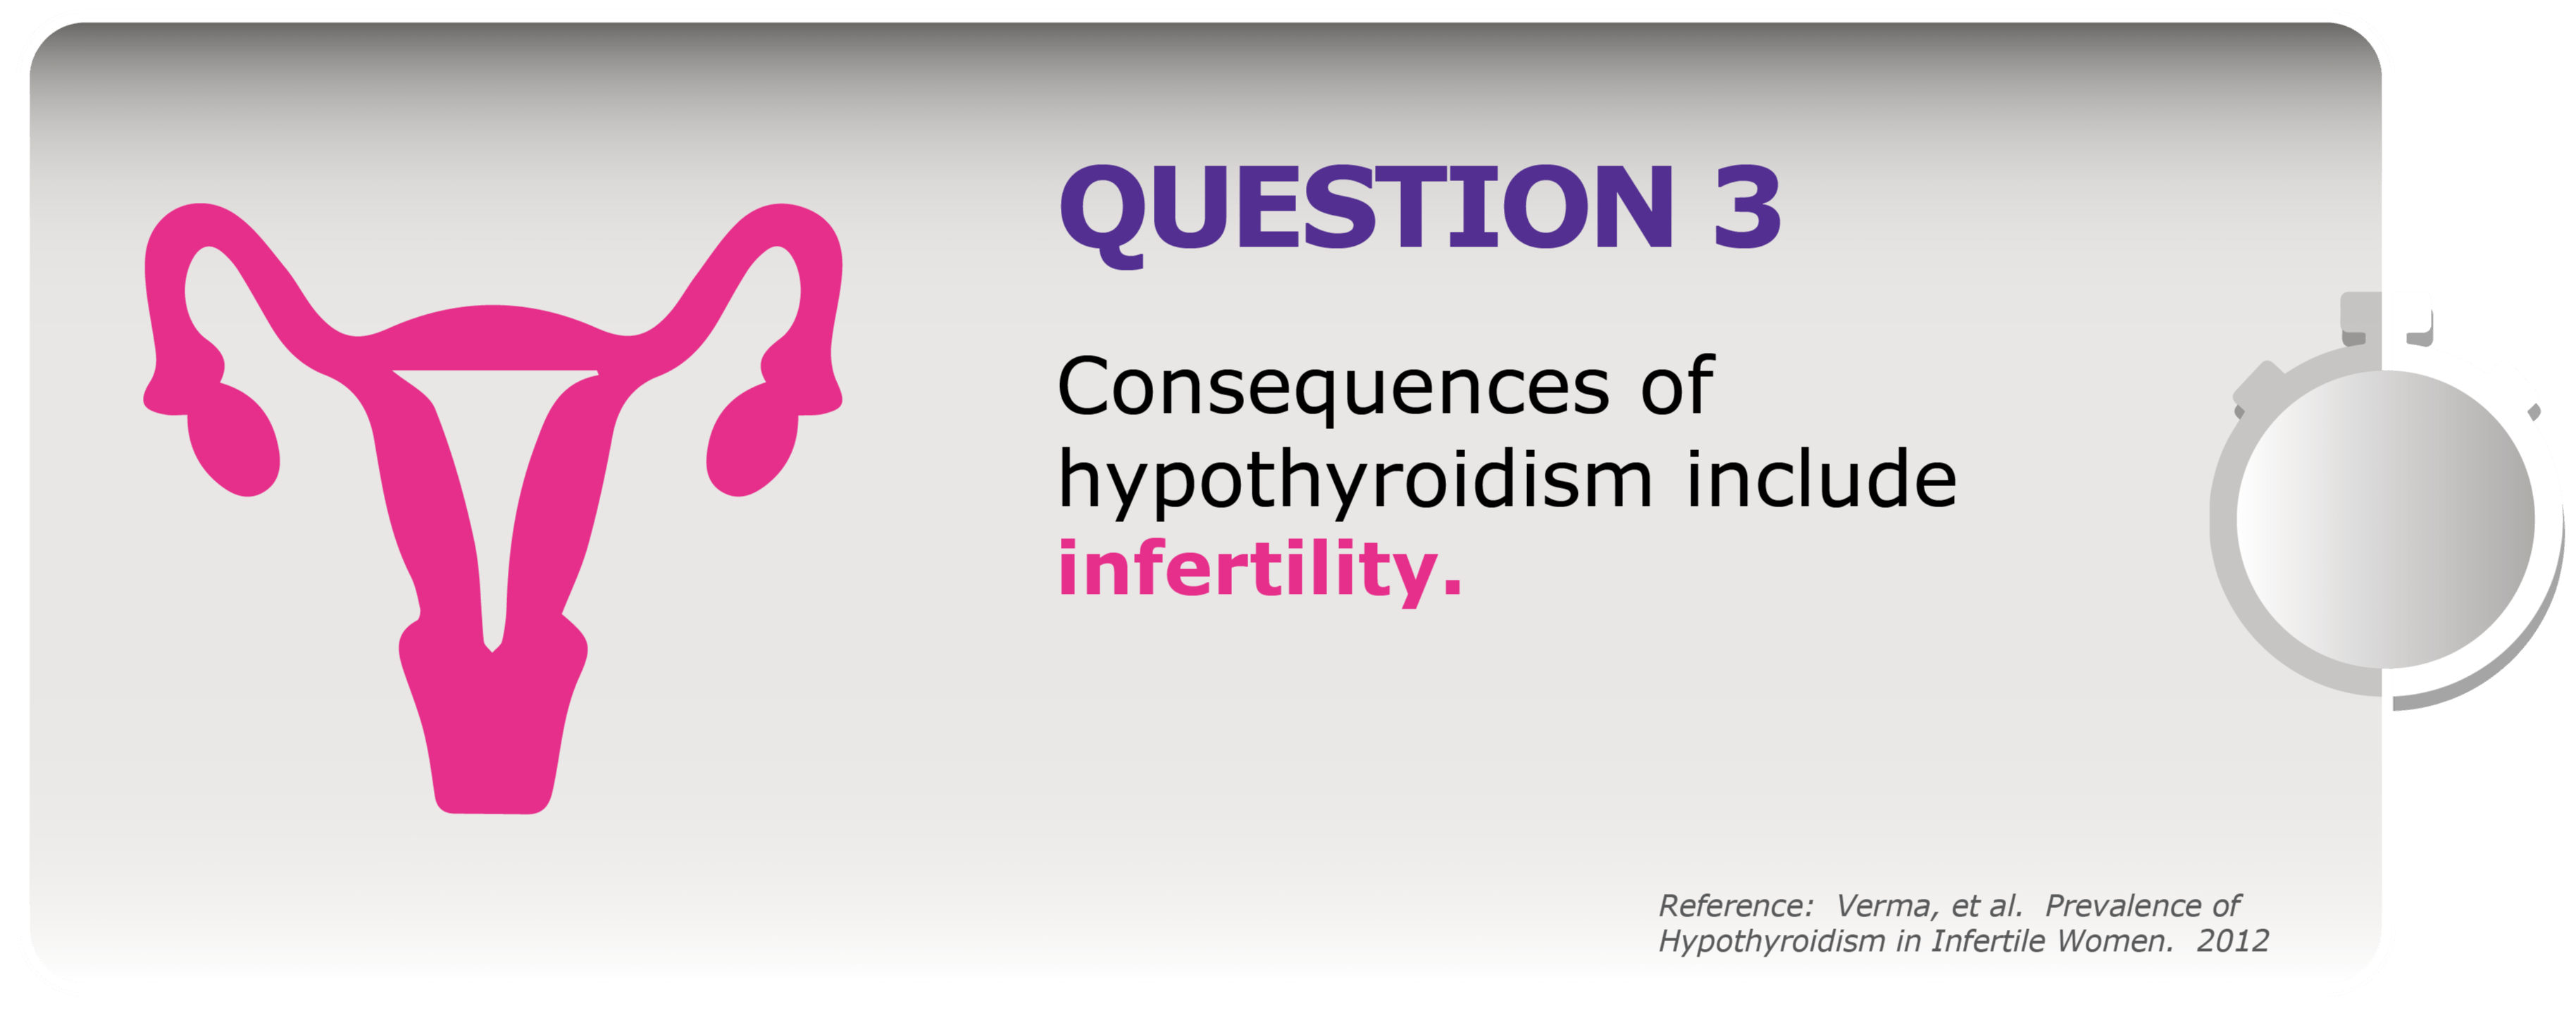 QUESTION 3
Consequences of
hypothyroidism include
infertility.
Reference:  Verma, et al.  Prevalence of
Hypothyroidism in Infertile Women.  2012